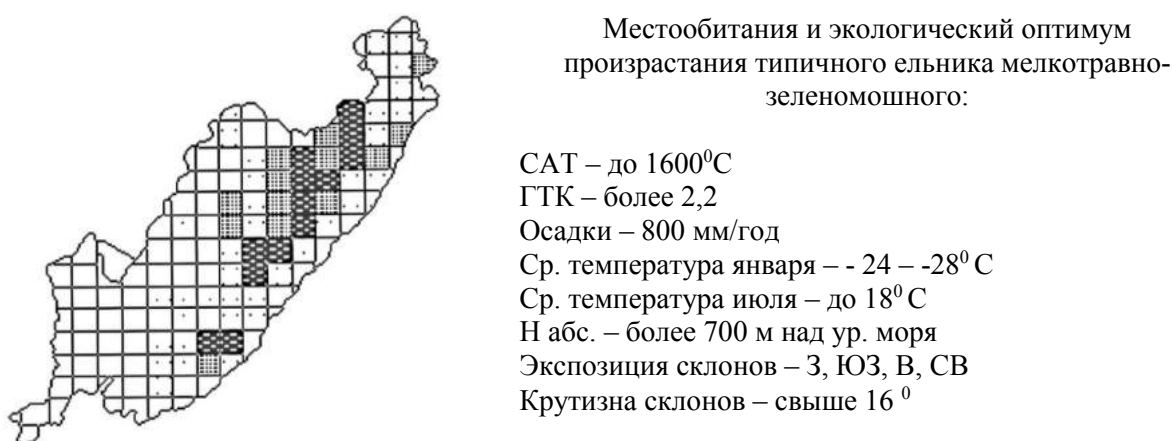 Местообитания и экологический оптимум
произрастания типичного ельника мелкотравно-
зеленомошного:
САТ – до 1600⁰С
ГТК – более 2,2
Осадки – 800 мм/год
Ср. температура января – - 24 – -28⁰ С
Ср. температура июля – до 18⁰ С
Н абс. – более 700 м над ур. моря
Экспозиция склонов – З, ЮЗ, В, СВ
Крутизна склонов – свыше 16 ⁰